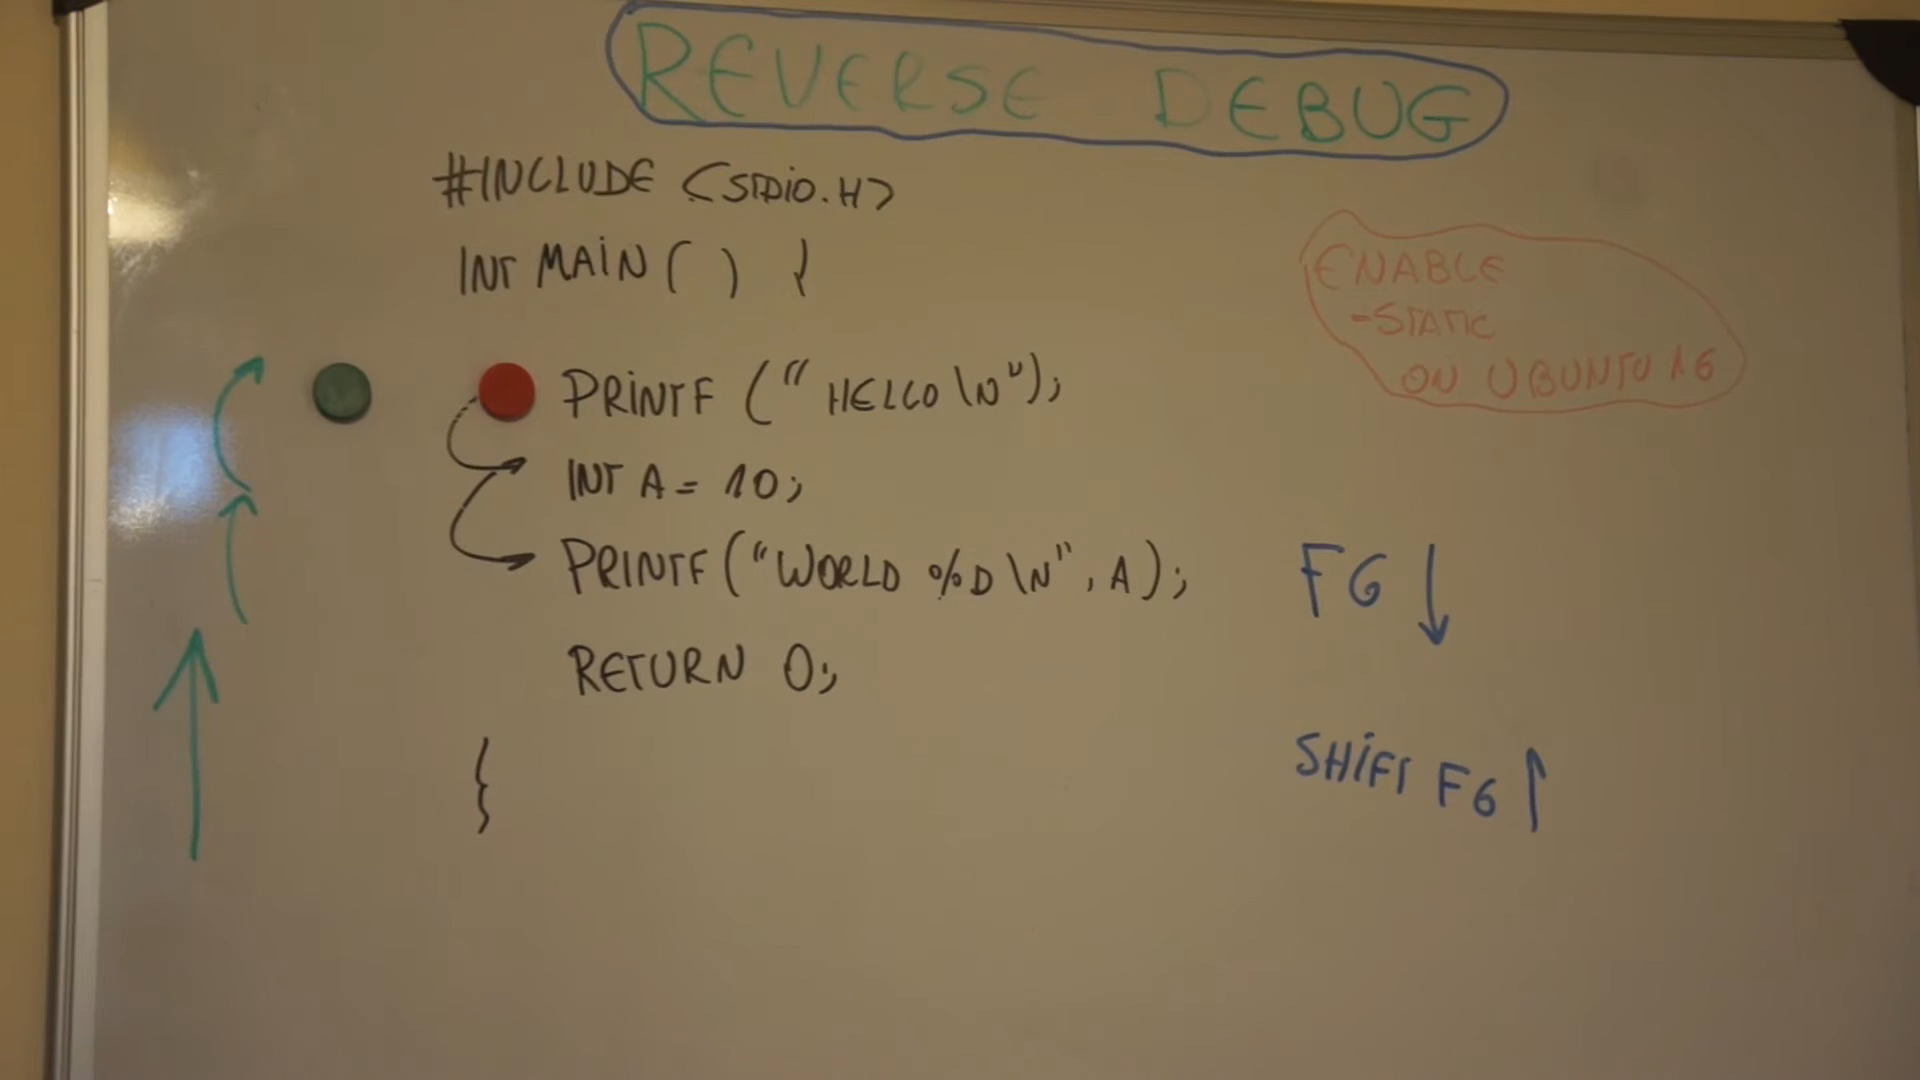 REVERSE DEBUG
#INCLUDE <STDIO.H>
INT MAIN ( ) {
PRINTF ("HELLO \N");
INT A = 10;
PRINTF ("WORLD %D \N", A);
RETURN 0;
}
ENABLE
-STATIC
ON UBUNTU 16
F6 ↓
SHIFT F6 ↑